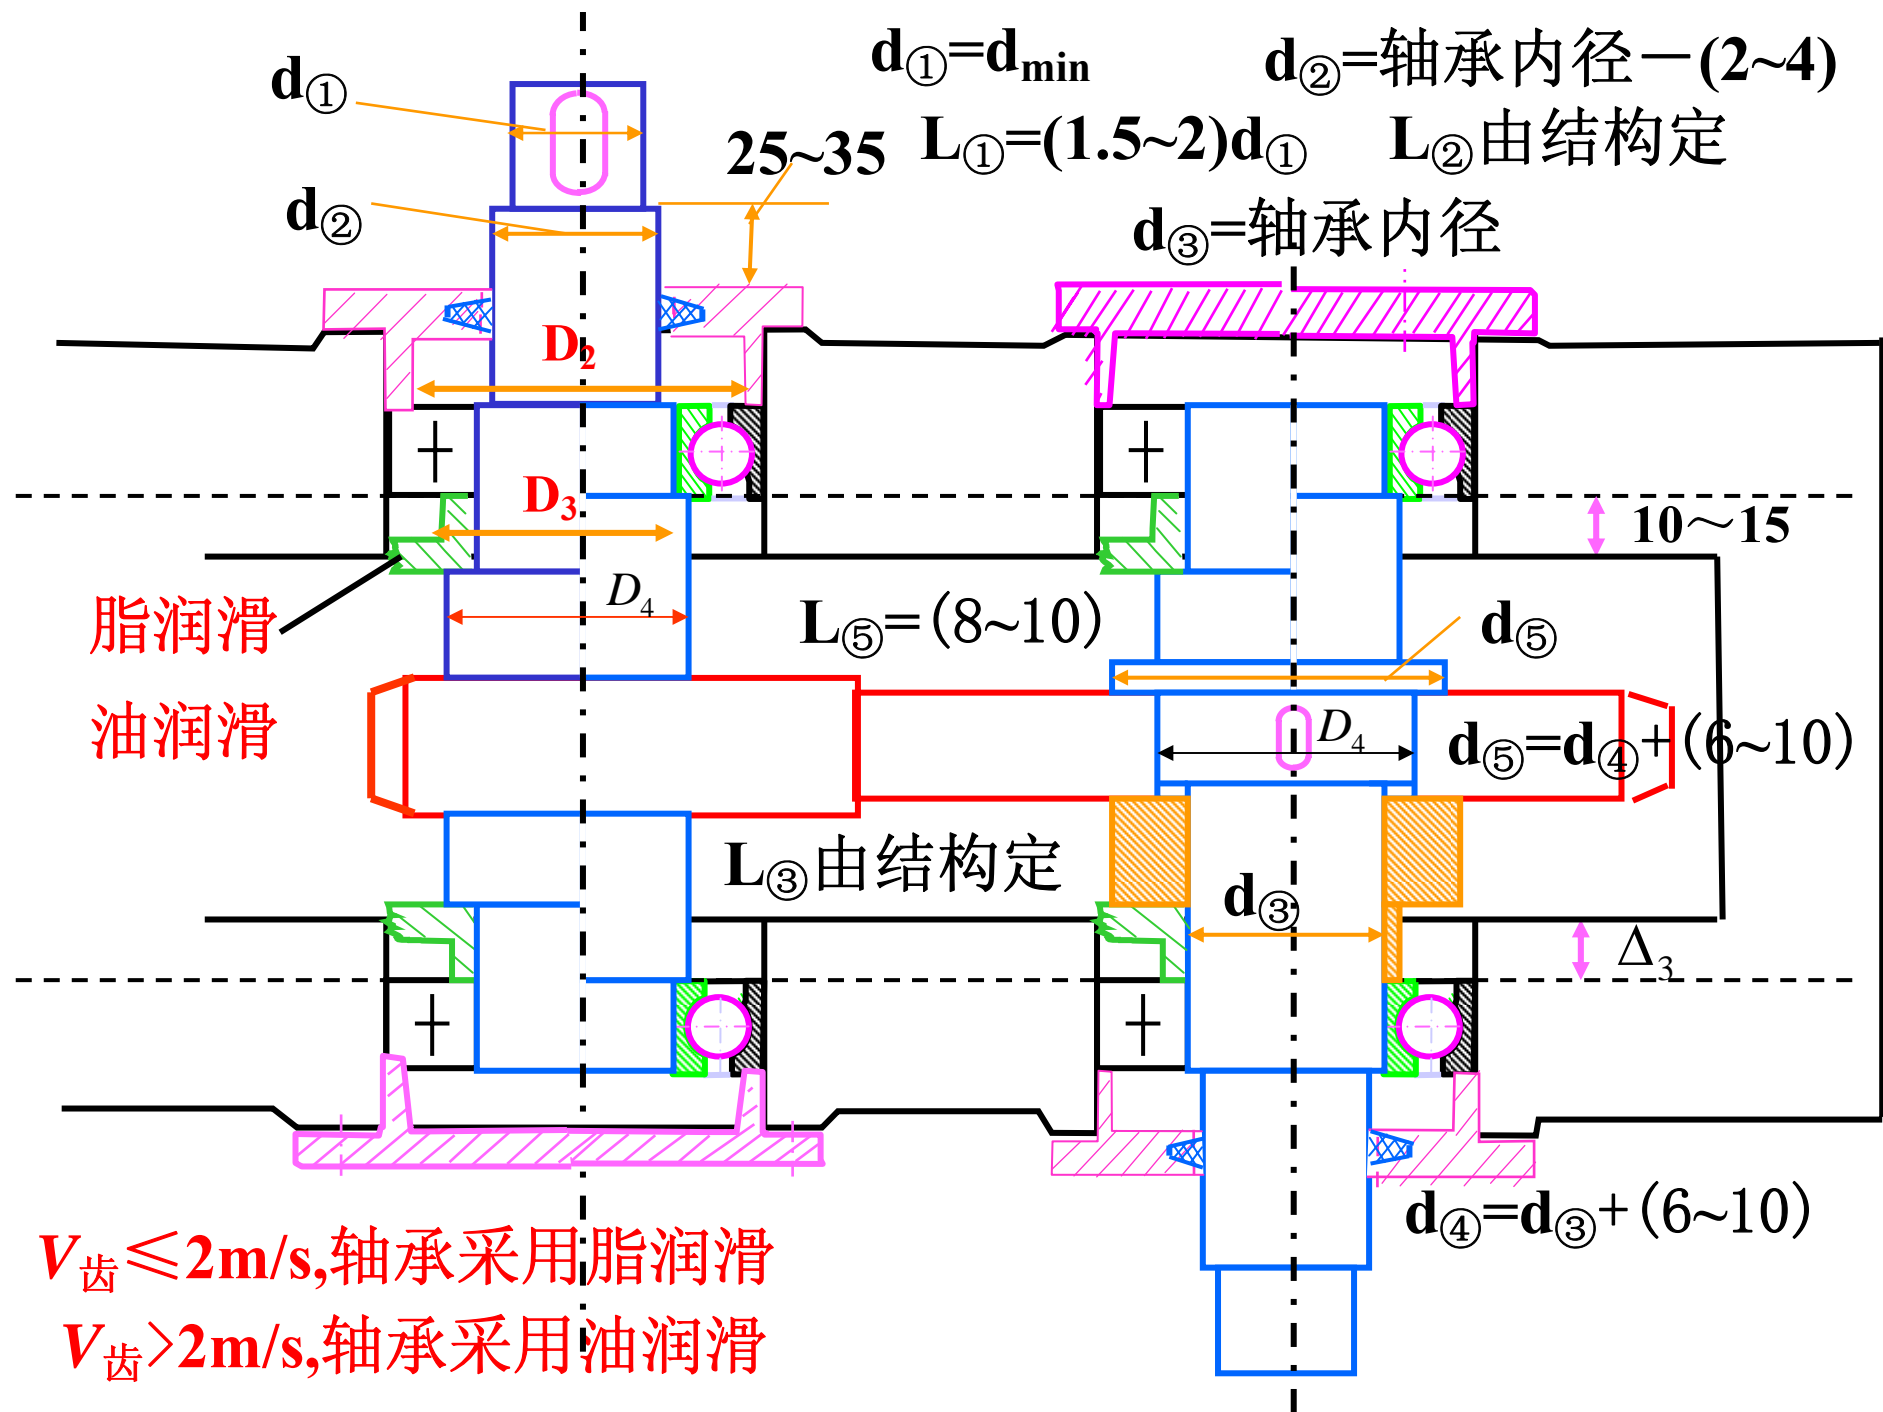 d①=dmin
d②=轴承内径－(2~4)
d①
25~35
L①=(1.5~2)d①
L②由结构定
d②
d③=轴承内径
D2
D3
10～15
D4
脂润滑
L⑤=(8~10)
d⑤
油润滑
D4
d⑤=d④+(6~10)
L③由结构定
d③
Δ3
d④=d③+(6~10)
V齿≤2m/s,轴承采用脂润滑
V齿>2m/s,轴承采用油润滑